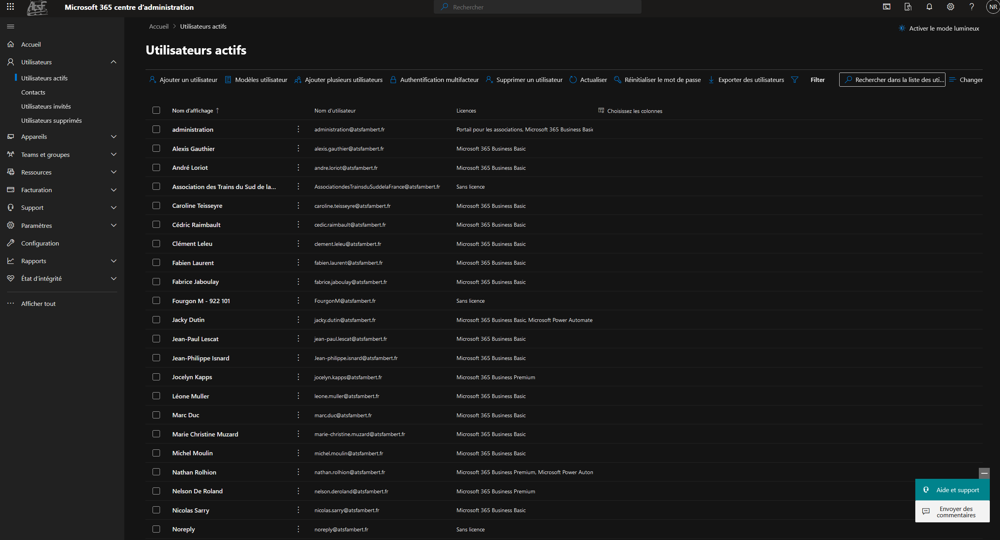 ATSF
Microsoft 365 centre d’administration
Rechercher
NR
Accueil
Utilisateurs
Utilisateurs actifs
Contacts
Utilisateurs invités
Utilisateurs supprimés
Appareils
Teams et groupes
Ressources
Facturation
Support
Paramètres
Configuration
Rapports
État d’intégrité
Afficher tout
Accueil > Utilisateurs actifs
Activer le mode lumineux
Utilisateurs actifs
Ajouter un utilisateur Modèles utilisateur Ajouter plusieurs utilisateurs Authentification multifacteur Supprimer un utilisateur Actualiser Réinitialiser le mot de passe Exporter des utilisateurs Filter Rechercher dans la liste des uti... Changer
Nom d’affichage ↑ Nom d’utilisateur Licences Choisissez les colonnes
administration administration@atsfambert.fr Portail pour les associations, Microsoft 365 Business Basic
Alexis Gauthier alexis.gauthier@atsfambert.fr Microsoft 365 Business Basic
André Loriot andre.loriot@atsfambert.fr Microsoft 365 Business Basic
Association des Trains du Sud de la... AssociationdesTrainsduSuddelaFrance@atsfambert.fr Sans licence
Caroline Teisseyre caroline.teisseyre@atsfambert.fr Microsoft 365 Business Basic
Cédric Raimbault cedic.raimbault@atsfambert.fr Microsoft 365 Business Basic
Clément Leleu clement.leleu@atsfambert.fr Microsoft 365 Business Basic
Fabien Laurent fabien.laurent@atsfambert.fr Microsoft 365 Business Basic
Fabrice Jaboulay fabrice.jaboulay@atsfambert.fr Microsoft 365 Business Basic
Fourgon M - 922 101 FourgonM@atsfambert.fr Sans licence
Jacky Dutin jacky.dutin@atsfambert.fr Microsoft 365 Business Basic, Microsoft Power Automate
Jean-Paul Lescat jean-paul.lescat@atsfambert.fr Microsoft 365 Business Basic
Jean-Philippe Isnard Jean-philippe.isnard@atsfambert.fr Microsoft 365 Business Basic
Jocelyn Kapps jocelyn.kapps@atsfambert.fr Microsoft 365 Business Premium
Léone Muller leone.muller@atsfambert.fr Microsoft 365 Business Basic
Marc Duc marc.duc@atsfambert.fr Microsoft 365 Business Basic
Marie Christine Muzard marie-christine.muzard@atsfambert.fr Microsoft 365 Business Basic
Michel Moulin michel.moulin@atsfambert.fr Microsoft 365 Business Basic
Nathan Rolhion nathan.rolhion@atsfambert.fr Microsoft 365 Business Premium, Microsoft Power Auton
Nelson De Roland nelson.deroland@atsfambert.fr Microsoft 365 Business Premium
Nicolas Sarry nicolas.sarry@atsfambert.fr Microsoft 365 Business Basic
Noreply noreply@atsfambert.fr Sans licence
Aide et support
Envoyer des
commentaires